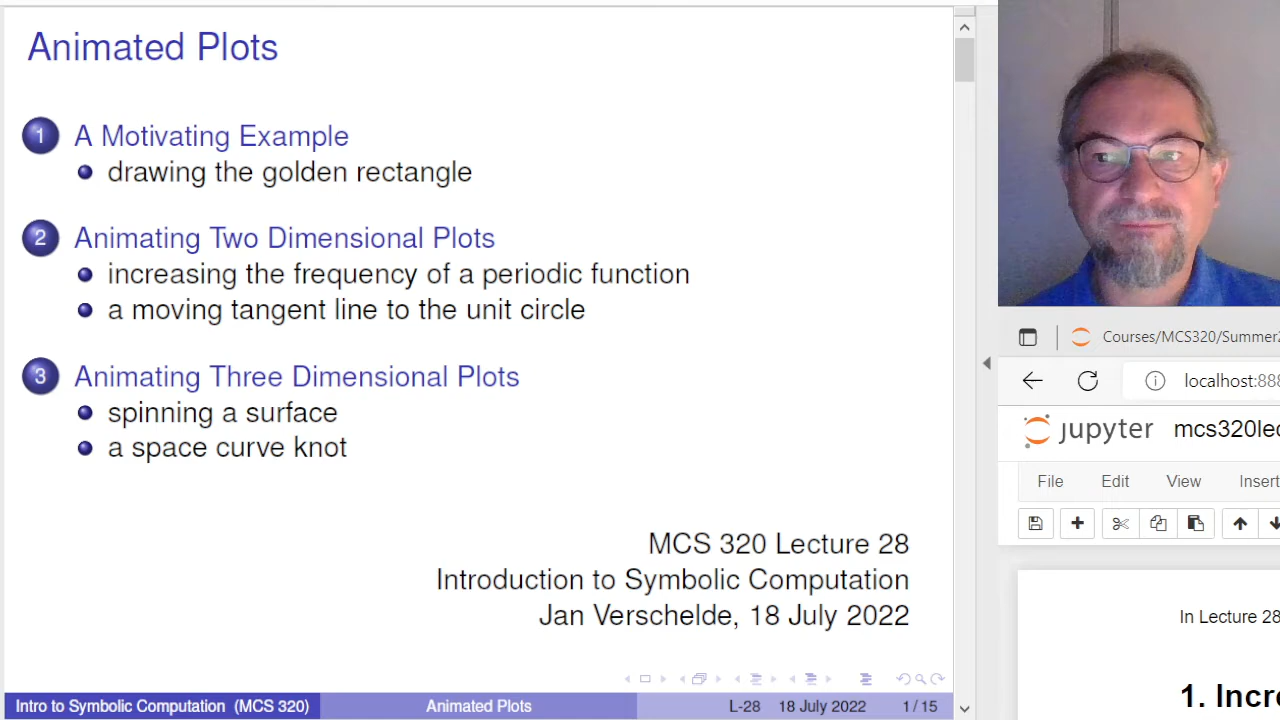 Animated Plots
1 A Motivating Example
drawing the golden rectangle
2 Animating Two Dimensional Plots
increasing the frequency of a periodic function
a moving tangent line to the unit circle
3 Animating Three Dimensional Plots
spinning a surface
a space curve knot
MCS 320 Lecture 28
Introduction to Symbolic Computation
Jan Verschelde, 18 July 2022
Intro to Symbolic Computation (MCS 320) Animated Plots L-28 18 July 2022 1 / 15
Courses/MCS320/Summer2
localhost:888
jupyter mcs320lec
File Edit View Insert
In Lecture 28
1. Incre